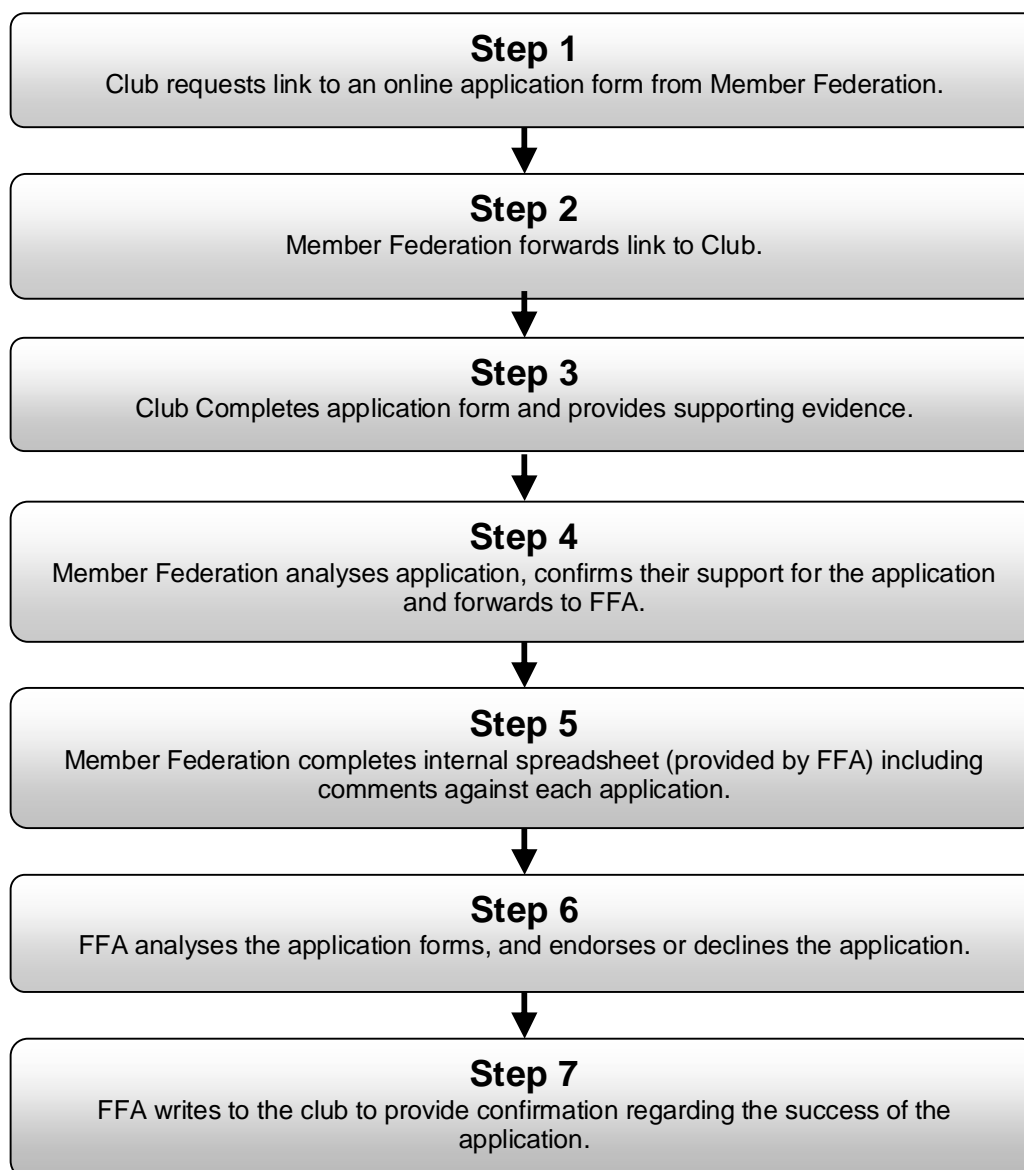 Step 1
Club requests link to an online application form from Member Federation.
Step 2
Member Federation forwards link to Club.
Step 3
Club Completes application form and provides supporting evidence.
Step 4
Member Federation analyses application, confirms their support for the application
and forwards to FFA.
Step 5
Member Federation completes internal spreadsheet (provided by FFA) including
comments against each application.
Step 6
FFA analyses the application forms, and endorses or declines the application.
Step 7
FFA writes to the club to provide confirmation regarding the success of the
application.